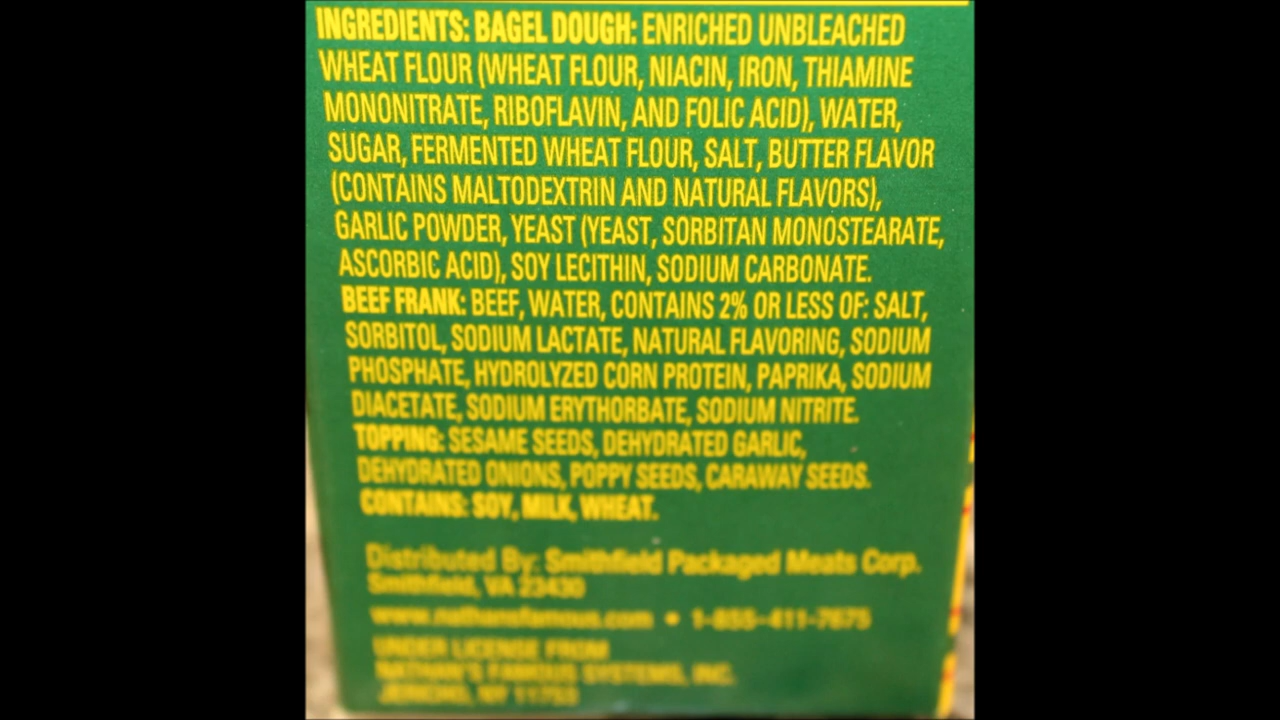 INGREDIENTS: BAGEL DOUGH: ENRICHED UNBLEACHED
WHEAT FLOUR (WHEAT FLOUR, NIACIN, IRON, THIAMINE
MONONITRATE, RIBOFLAVIN, AND FOLIC ACID), WATER,
SUGAR, FERMENTED WHEAT FLOUR, SALT, BUTTER FLAVOR
(CONTAINS MALTODEXTRIN AND NATURAL FLAVORS),
GARLIC POWDER, YEAST (YEAST, SORBITAN MONOSTEARATE,
ASCORBIC ACID), SOY LECITHIN, SODIUM CARBONATE.
BEEF FRANK: BEEF, WATER, CONTAINS 2% OR LESS OF: SALT,
SORBITOL, SODIUM LACTATE, NATURAL FLAVORING, SODIUM
PHOSPHATE, HYDROLYZED CORN PROTEIN, PAPRIKA, SODIUM
DIACETATE, SODIUM ERYTHORBATE, SODIUM NITRITE.
TOPPING: SESAME SEEDS, DEHYDRATED GARLIC,
DEHYDRATED ONIONS, POPPY SEEDS, CARAWAY SEEDS.
CONTAINS: SOY, MILK, WHEAT.
Distributed By: Smithfield Packaged Meats Corp.
Smithfield, VA 23430
www.nathansfamous.com • 1-855-411-7675
UNDER LICENSE FROM
NATHAN'S FAMOUS SYSTEMS, INC.
JERICHO, NY 11753